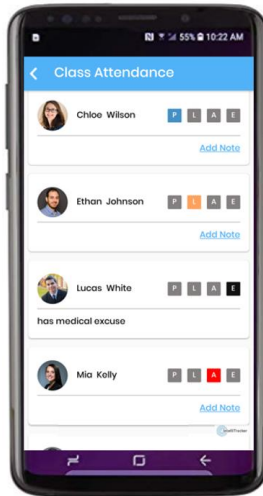 55% 10:22 AM
Class Attendance
Chloe Wilson P L A E
Add Note
Ethan Johnson P L A E
Add Note
Lucas White P L A E
has medical excuse
Mia Kelly P L A E
Add Note